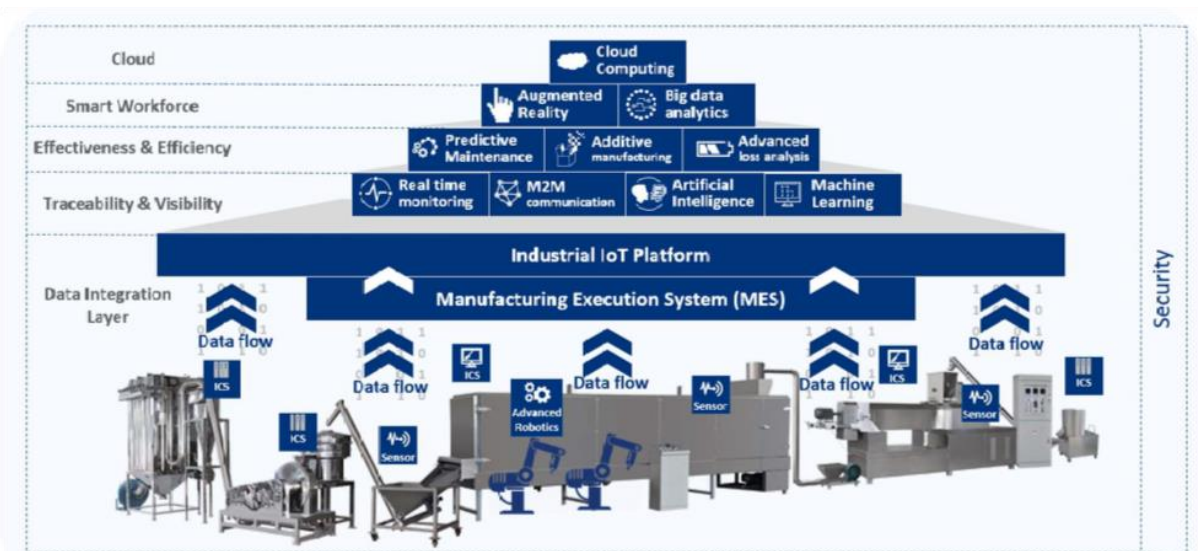 Cloud
Cloud
Computing
Smart Workforce
Augmented
Reality
Big data
analytics
Effectiveness & Efficiency
Predictive
Maintenance
Additive
manufacturing
Advanced
loss analysis
Traceability & Visibility
Real time
monitoring
M2M
communication
Artificial
Intelligence
Machine
Learning
Data Integration
Layer
Industrial IoT Platform
Manufacturing Execution System (MES)
Data flow
Data flow
Data flow
Data flow
Data flow
ICS
ICS
Sensor
ICS
Advanced
Robotics
Sensor
ICS
Sensor
ICS
Security